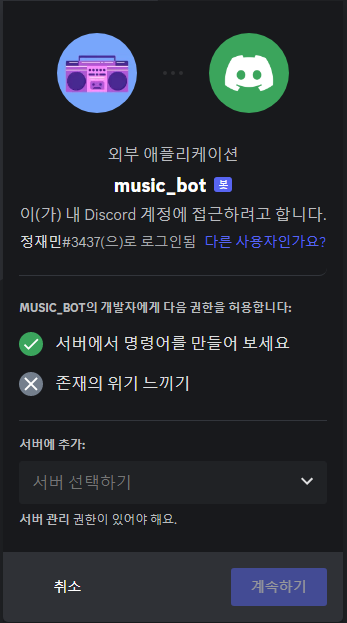 외부 애플리케이션
music_bot 봇
이(가) 내 Discord 계정에 접근하려고 합니다.
정재민#3437(으)로 로그인됨 다른 사용자인가요?
MUSIC_BOT의 개발자에게 다음 권한을 허용합니다:
서버에서 명령어를 만들어 보세요
존재의 위기 느끼기
서버에 추가:
서버 선택하기
서버 관리 권한이 있어야 해요.
취소 계속하기